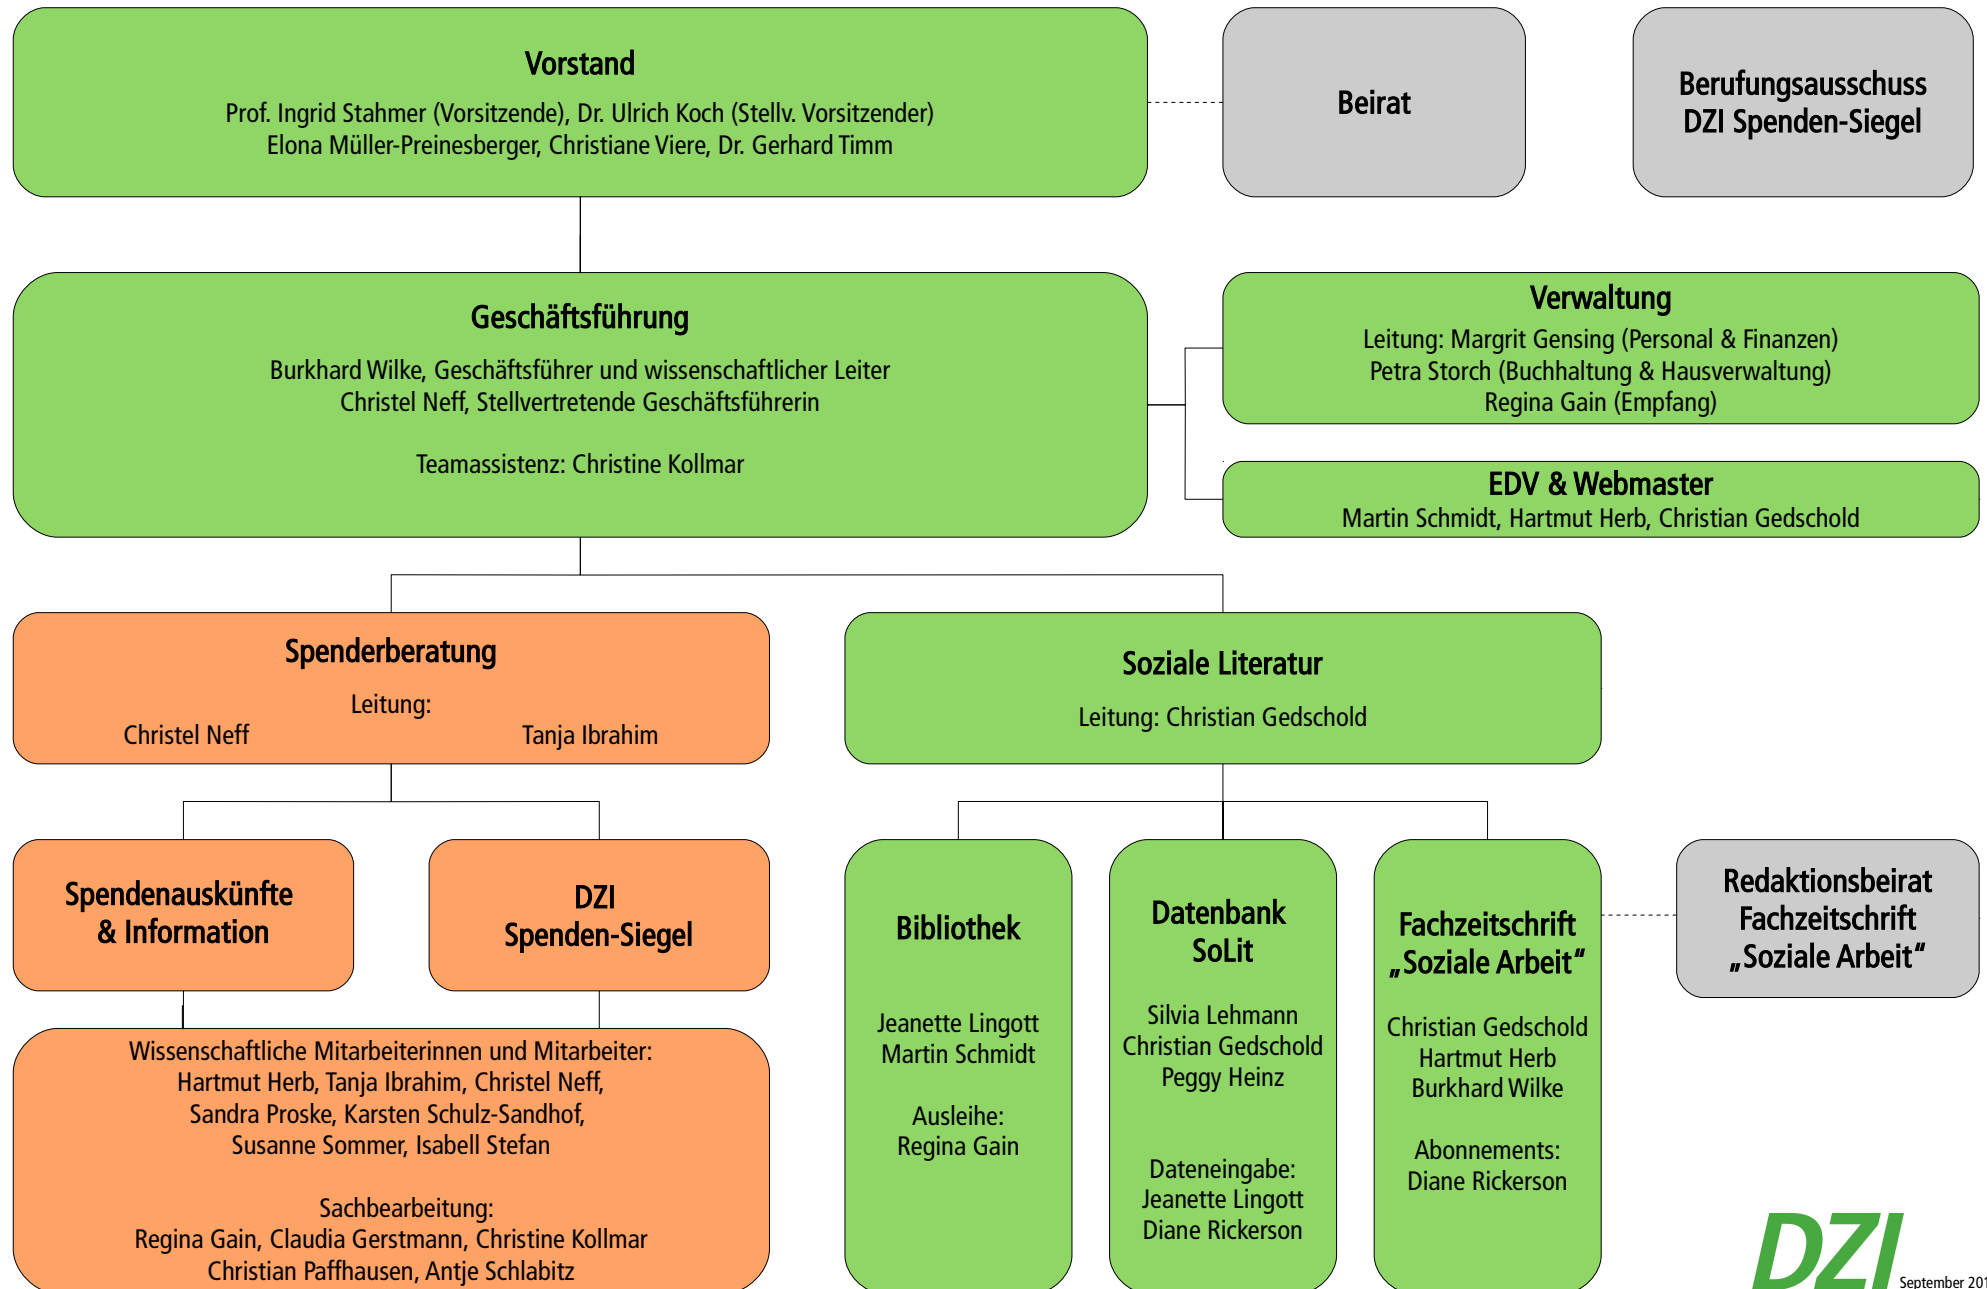 Vorstand
Prof. Ingrid Stahmer (Vorsitzende), Dr. Ulrich Koch (Stellv. Vorsitzender)
Elona Müller-Preinesberger, Christiane Viere, Dr. Gerhard Timm
Beirat
Berufungsausschuss
DZI Spenden-Siegel
Geschäftsführung
Burkhard Wilke, Geschäftsführer und wissenschaftlicher Leiter
Christel Neff, Stellvertretende Geschäftsführerin
Teamassistenz: Christine Kollmar
Verwaltung
Leitung: Margrit Gensing (Personal & Finanzen)
Petra Storch (Buchhaltung & Hausverwaltung)
Regina Gain (Empfang)
EDV & Webmaster
Martin Schmidt, Hartmut Herb, Christian Gedschold
Spenderberatung
Leitung:
Christel Neff Tanja Ibrahim
Soziale Literatur
Leitung: Christian Gedschold
Spendenauskünfte
& Information
DZI
Spenden-Siegel
Wissenschaftliche Mitarbeiterinnen und Mitarbeiter:
Hartmut Herb, Tanja Ibrahim, Christel Neff,
Sandra Proske, Karsten Schulz-Sandhof,
Susanne Sommer, Isabell Stefan
Sachbearbeitung:
Regina Gain, Claudia Gerstmann, Christine Kollmar
Christian Paffhausen, Antje Schlabitz
Bibliothek
Jeanette Lingott
Martin Schmidt
Ausleihe:
Regina Gain
Datenbank
SoLit
Silvia Lehmann
Christian Gedschold
Peggy Heinz
Dateneingabe:
Jeanette Lingott
Diane Rickerson
Fachzeitschrift
„Soziale Arbeit“
Christian Gedschold
Hartmut Herb
Burkhard Wilke
Abonnements:
Diane Rickerson
Redaktionsbeirat
Fachzeitschrift
„Soziale Arbeit“
DZI
September 201